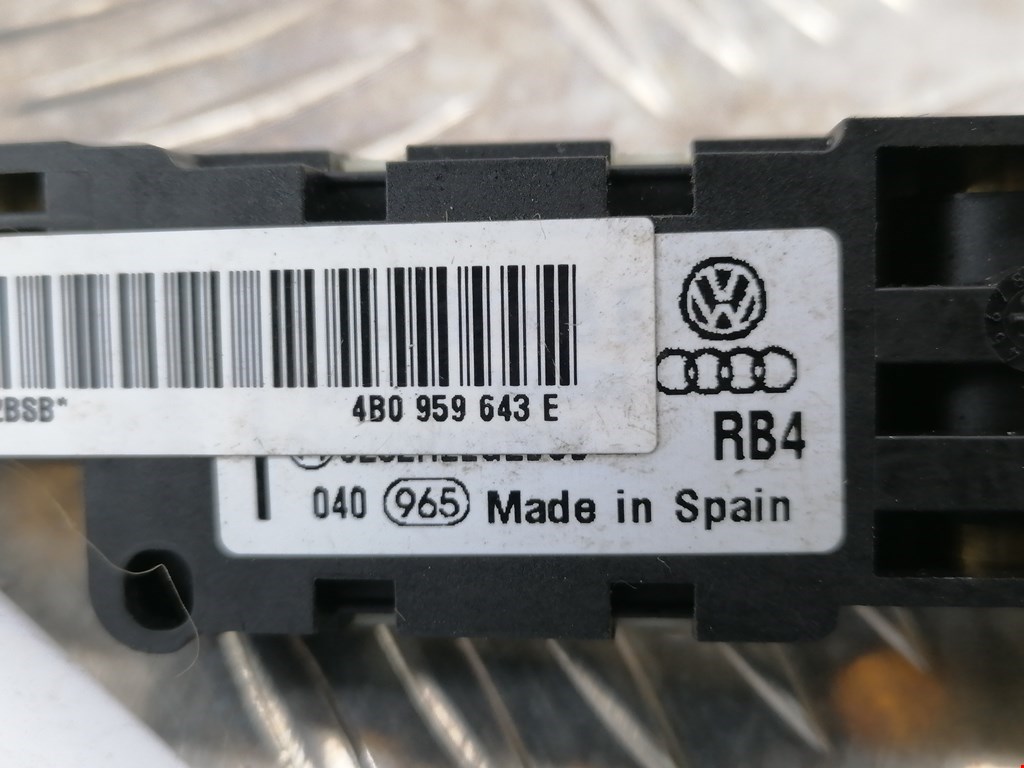 2BSB* 4B0 959 643 E
RB4
040 965 Made in Spain